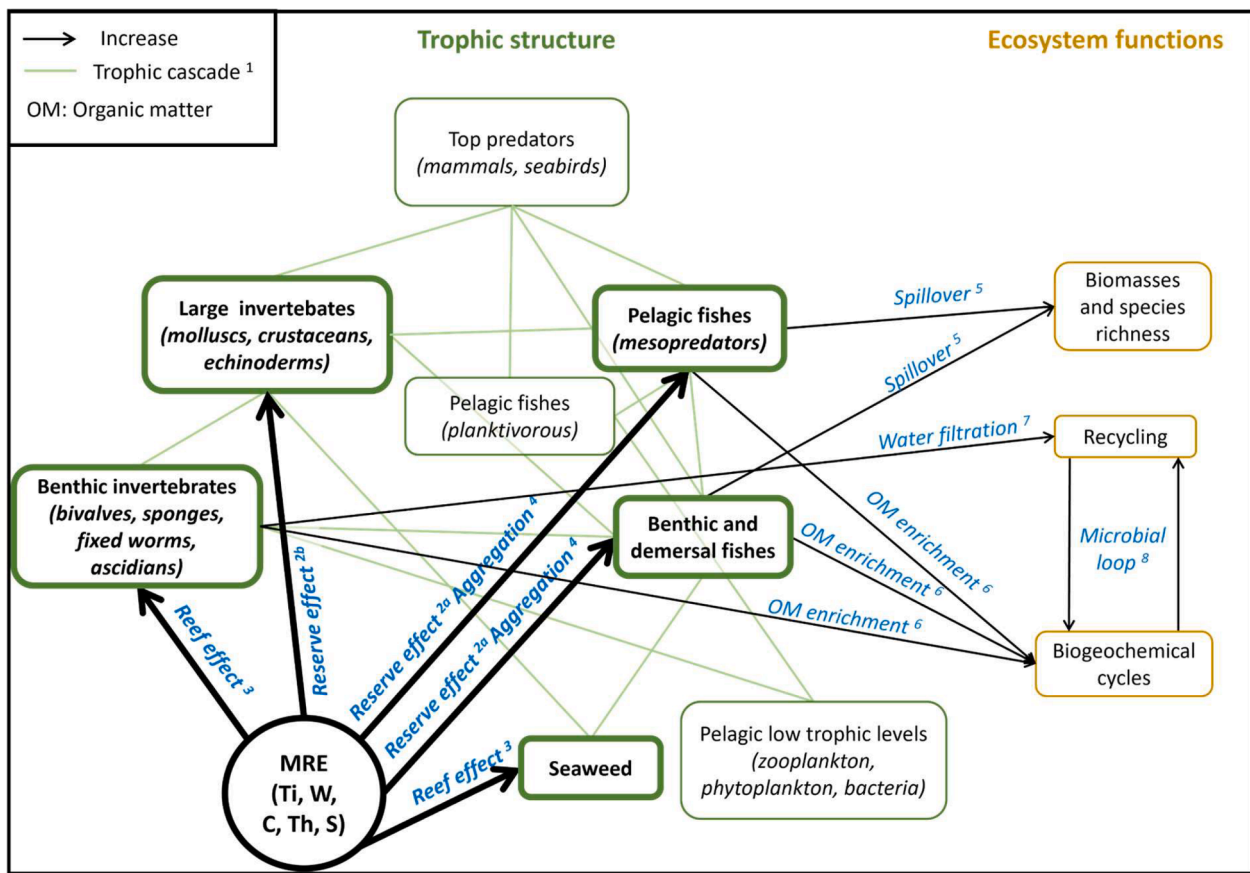 Increase
Trophic cascade 1
OM: Organic matter
Trophic structure
Ecosystem functions
Top predators
(mammals, seabirds)
Large invertebates
(molluscs, crustaceans,
echinoderms)
Pelagic fishes
(mesopredators)
Spillover 5
Biomasses
and species
richness
Spillover 5
Pelagic fishes
(planktivorous)
Water filtration 7
Recycling
Benthic invertebrates
(bivalves, sponges,
fixed worms,
ascidians)
Benthic and
demersal fishes
OM enrichment 6
OM enrichment 6
OM enrichment 6
Microbial
loop 8
Biogeochemical
cycles
Reef effect 3
Reserve effect 2b
Reserve effect 2a Aggregation 4
Reserve effect 2a Aggregation 4
Reef effect 3
MRE
(Ti, W,
C, Th, S)
Seaweed
Pelagic low trophic levels
(zooplankton,
phytoplankton, bacteria)